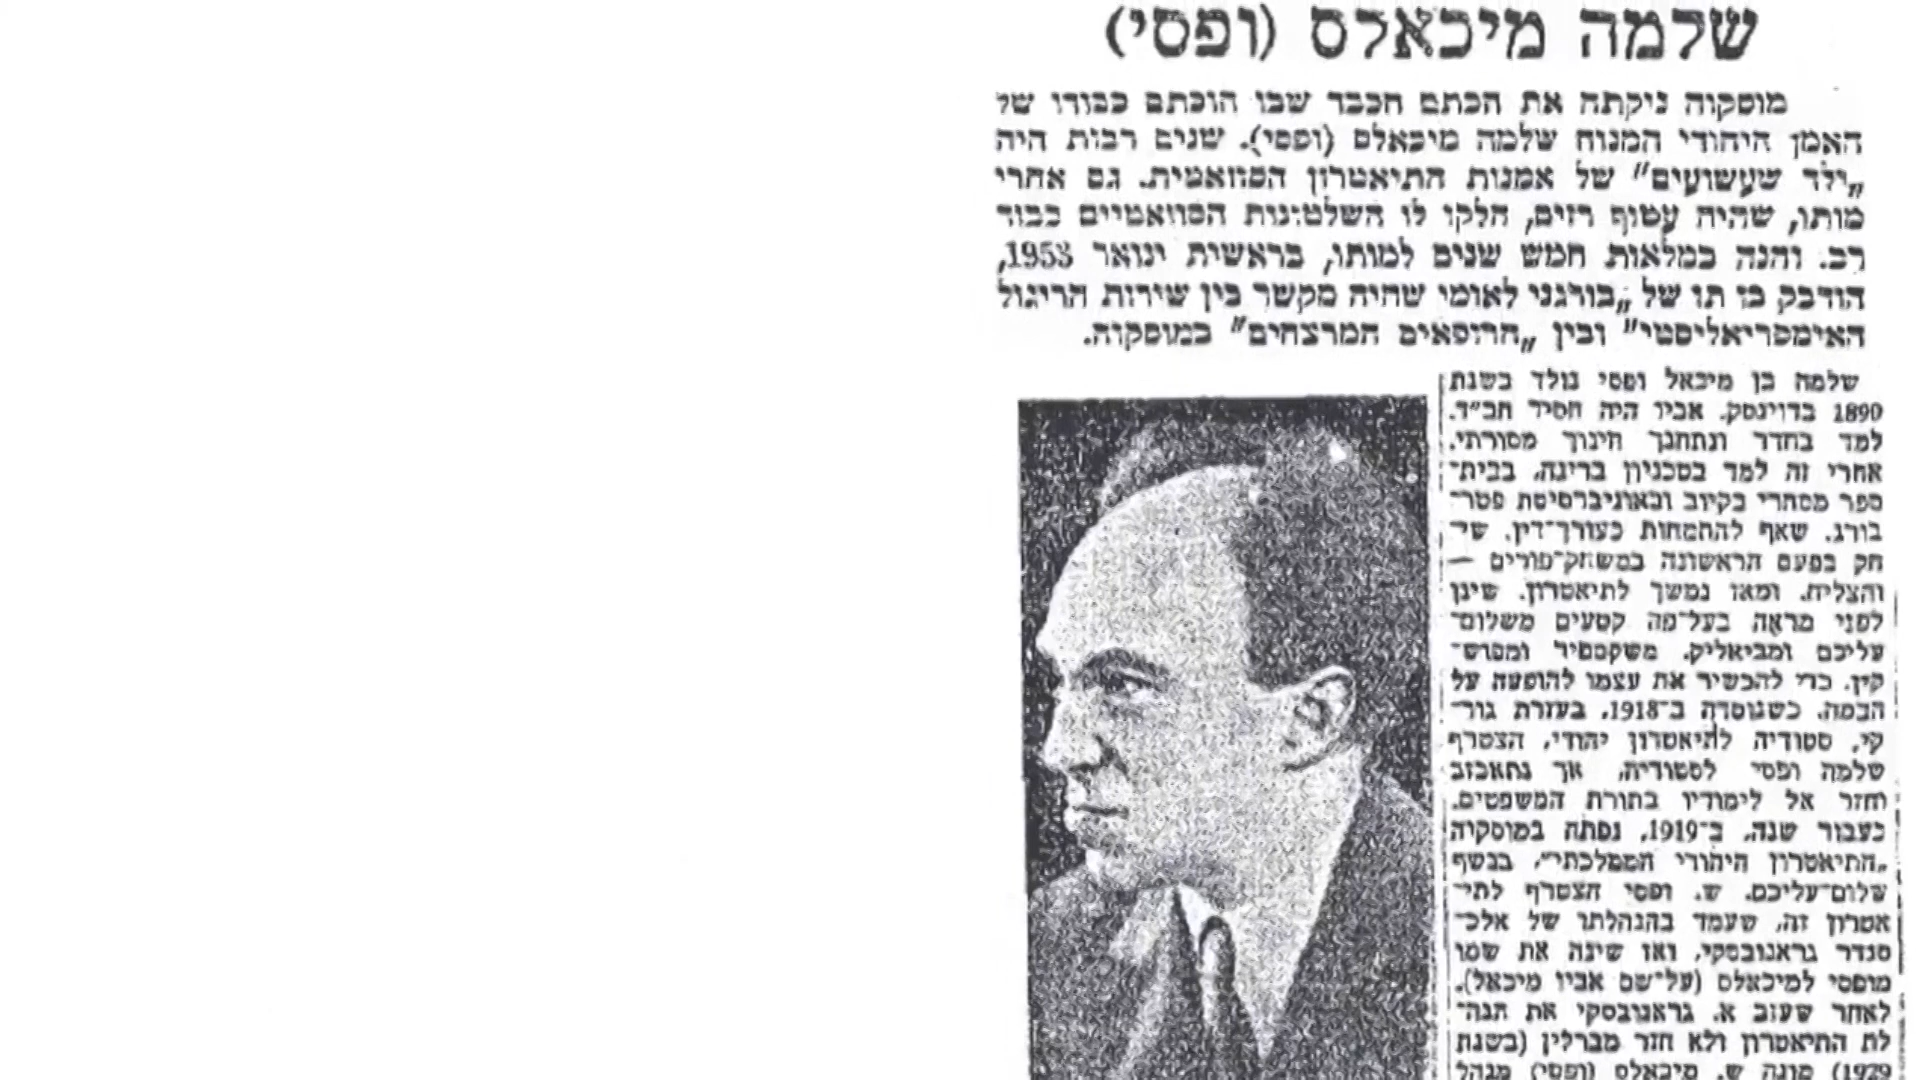 שלמה מיכאלס (ופסי)
מוסקוה ניקתה את הכתם הכבד שבו הוכתם כבודו של
האמן היהודי המנוח שלמה מיכאלס (ופסי). שנים רבות היה
„ילד שעשועים" של אמנות התיאטרון הסוואטית. גם אחרי
מותו, שהיה עטוף רזים, חלקו לו השלטונות הסוואטיים כבוד
רב. והנה במלאות חמש שנים למותו, בראשית ינואר 1953,
הודבק בו תו של „בורגני לאומי שהיה מקשר בין שירות הריגול
האימפריאליסטי" ובין „הרופאים המרצחים" במוסקוה.
שלמה בן מיכאל ופסי נולד בשנת
1890 בדוינסק. אביו היה חסיד חב"ד.
למד בחדר ונתחנך חינוך מסורתי.
אחרי זה למד בטכניון בריגה, בבית־
ספר מסחרי בקיוב ובאוניברסיטת פטר־
בורג. שאף להתמחות כעורך־דין. שי־
חק בפעם הראשונה במשחק־פורים —
והצליח. ומאז נמשך לתיאטרון. שינן
לפני מראה בעל־פה קטעים משלום־
עליכם ומביאליק. משקספיר ומפוש־
קין. כדי להכשיר את עצמו להופעה על
הבמה. כשנוסדה ב־1918, בעזרת גור־
קי, סטודיה לתיאטרון יהודי, הצטרף
שלמה ופסי לסטודיה, אך נתאכזב
וחזר אל לימודיו בתורת המשפטים.
כעבור שנה, ב־1919, נפתח במוסקוה
„התיאטרון היהודי הממלכתי", בנשף
שלום־עליכם. ש. ופסי הצטרף לתי־
אטרון זה, שעמד בהנהלתו של אלכ־
סנדר גראנובסקי, ואז שינה את שמו
מופסי למיכאלס (על־שם אביו מיכאל).
לאחר שעזב א. גראנובסקי את הנה־
לת התיאטרון ולא חזר מברלין (בשנת
1929) מונה ש. מיכאלס (ופסי) מנהל